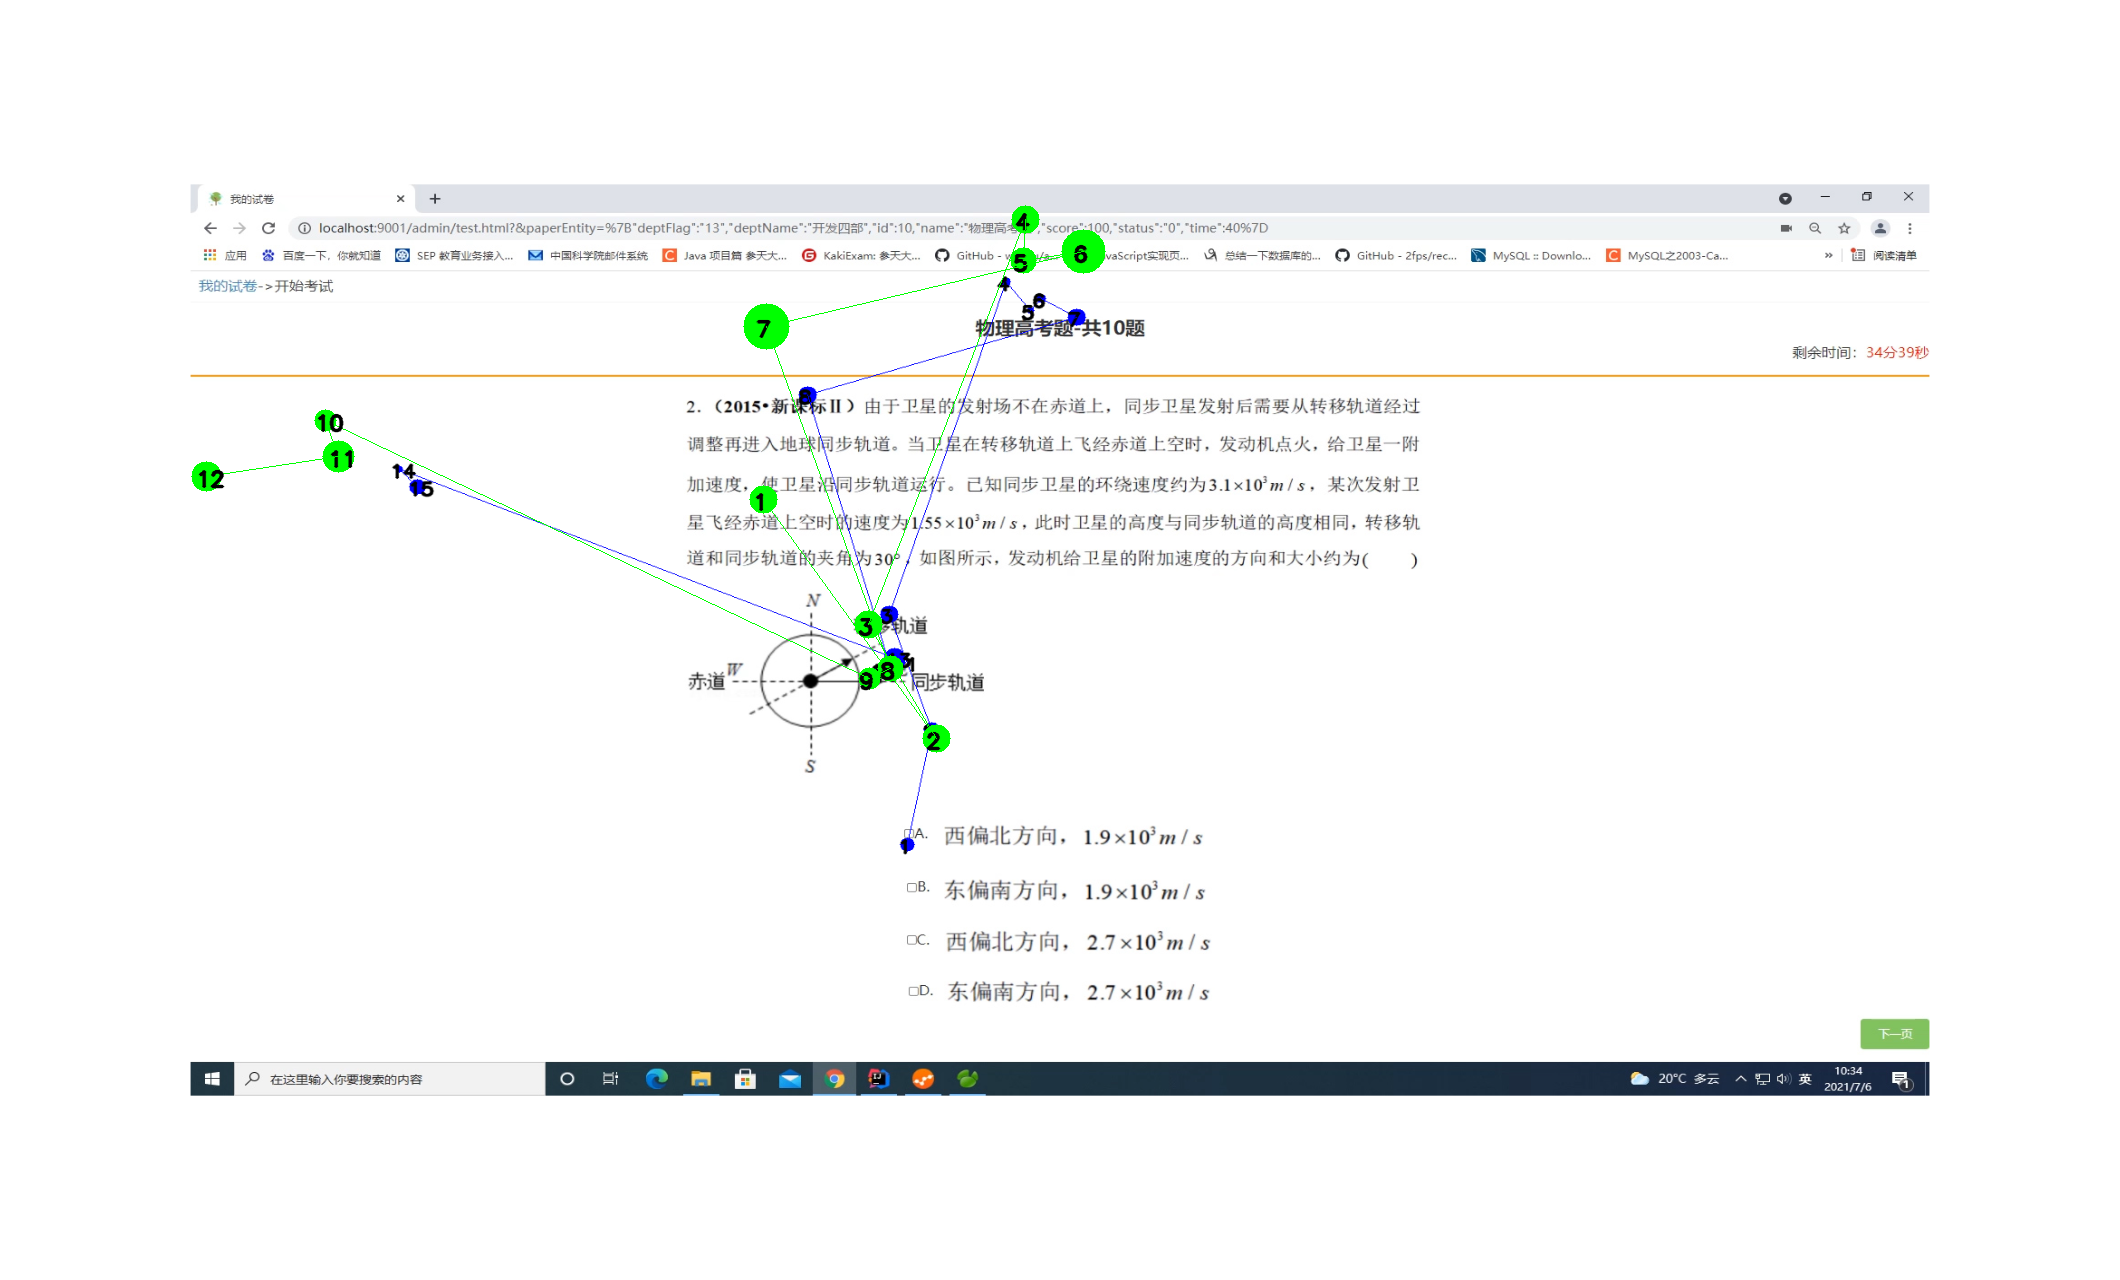 我的试卷
localhost:9001/admin/test.html?&paperEntity=%7B"deptFlag":"13","deptName":"开发四部","id":10,"name":"物理高考 "score":100,"status":"0","time":40%7D
应用 百度一下，你就知道 SEP 教育业务接入... 中国科学院邮件系统 Java 项目篇 参天大... KakiExam: 参天大... GitHub - vaScript实现页... 总结一下数据库的... GitHub - 2fps/rec... MySQL :: Downlo... MySQL之2003-Ca... » 阅读清单
我的试卷->开始考试
物理高考题-共10题
剩余时间：34分39秒
2.（2015•新课标Ⅱ）由于卫星的发射场不在赤道上，同步卫星发射后需要从转移轨道经过
调整再进入地球同步轨道。当卫星在转移轨道上飞经赤道上空时，发动机点火，给卫星一附
加速度，使卫星沿同步轨道运行。已知同步卫星的环绕速度约为3.1×10³m/s，某次发射卫
星飞经赤道上空时的速度为1.55×10³m/s，此时卫星的高度与同步轨道的高度相同，转移轨
道和同步轨道的夹角为30°，如图所示，发动机给卫星的附加速度的方向和大小约为(  )
N
轨道
赤道 W 同步轨道
S
A. 西偏北方向，1.9×10³m/s
B. 东偏南方向，1.9×10³m/s
C. 西偏北方向，2.7×10³m/s
D. 东偏南方向，2.7×10³m/s
下一页
在这里输入你要搜索的内容
20°C 多云 英 10:34
2021/7/6
1
4
5
6
4
6
5
7
7
8
10
11
12
14
15
1
3
3
8
9
2
1